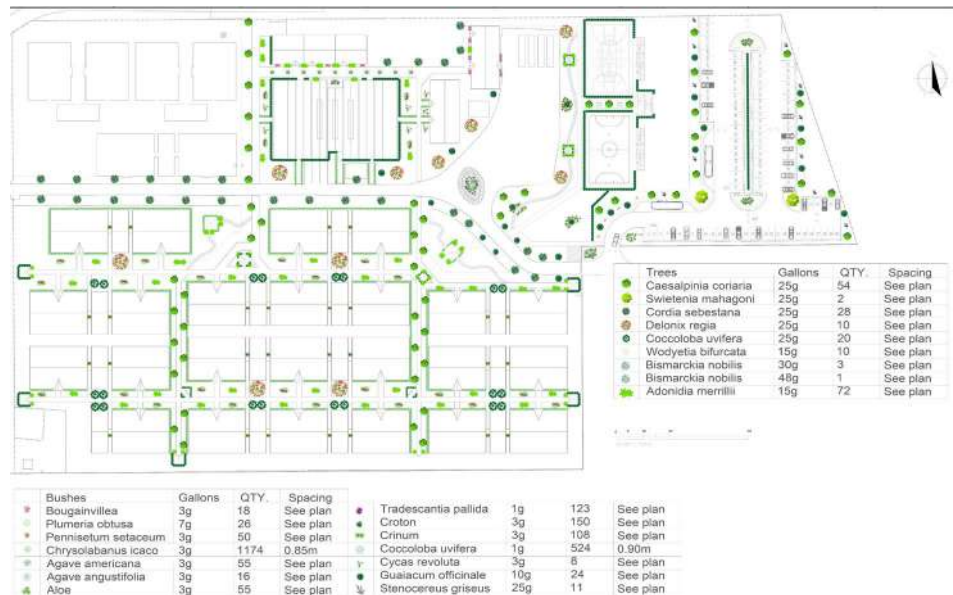 Trees Gallons QTY. Spacing
Caesalpinia coriaria 25g 54 See plan
Swietenia mahagoni 25g 2 See plan
Cordia sebestana 25g 28 See plan
Delonix regia 25g 10 See plan
Coccoloba uvifera 25g 20 See plan
Wodyetia bifurcata 15g 10 See plan
Bismarckia nobilis 30g 3 See plan
Bismarckia nobilis 48g 1 See plan
Adonidia merrillii 15g 72 See plan
Bushes Gallons QTY. Spacing
Bougainvillea 3g 18 See plan
Plumeria obtusa 7g 26 See plan
Pennisetum setaceum 3g 50 See plan
Chrysolabanus icaco 3g 1174 0.85m
Agave americana 3g 55 See plan
Agave angustifolia 3g 16 See plan
Aloe 3g 55 See plan
Tradescantia pallida 1g 123 See plan
Croton 3g 150 See plan
Crinum 3g 108 See plan
Coccoloba uvifera 1g 524 0.90m
Cycas revoluta 3g 8 See plan
Guaiacum officinale 10g 24 See plan
Stenocereus griseus 25g 11 See plan